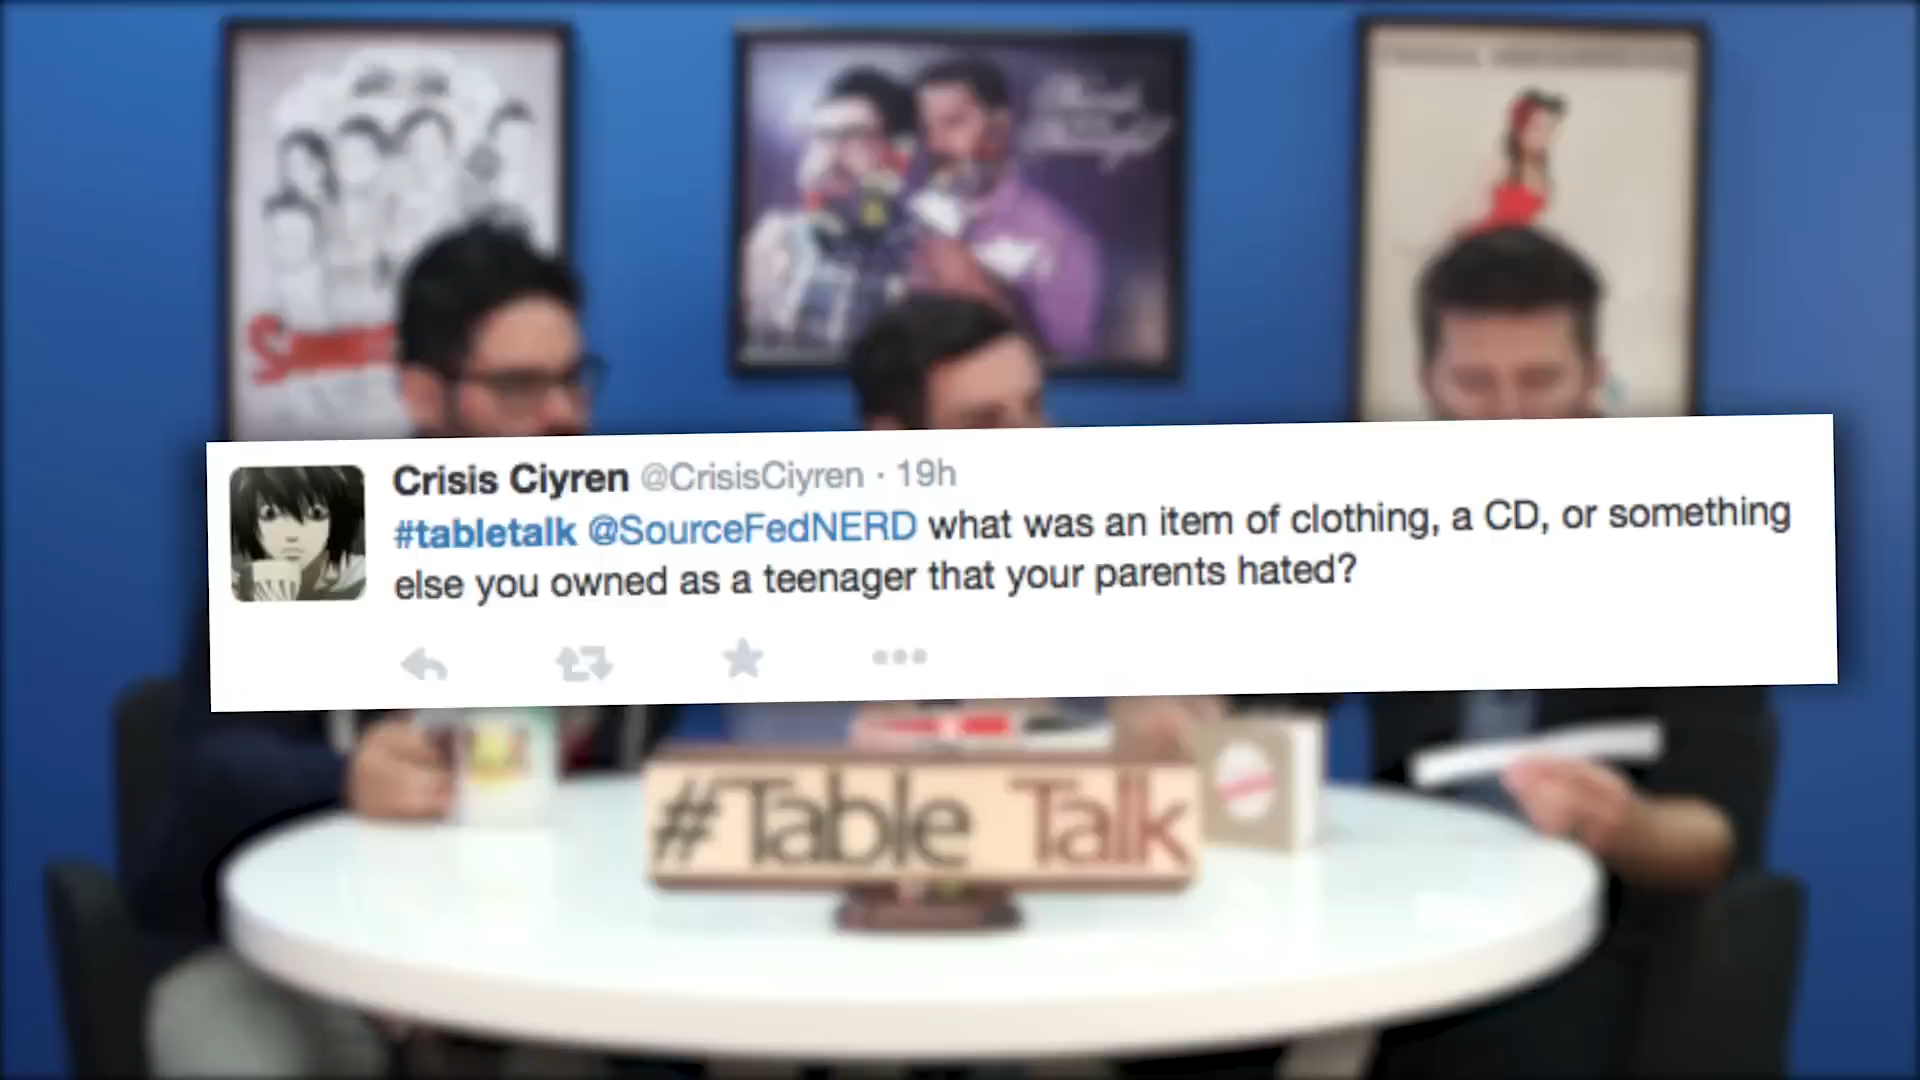 Crisis Ciyren @CrisisCiyren · 19h
#tabletalk @SourceFedNERD what was an item of clothing, a CD, or something
else you owned as a teenager that your parents hated?
#Table Talk